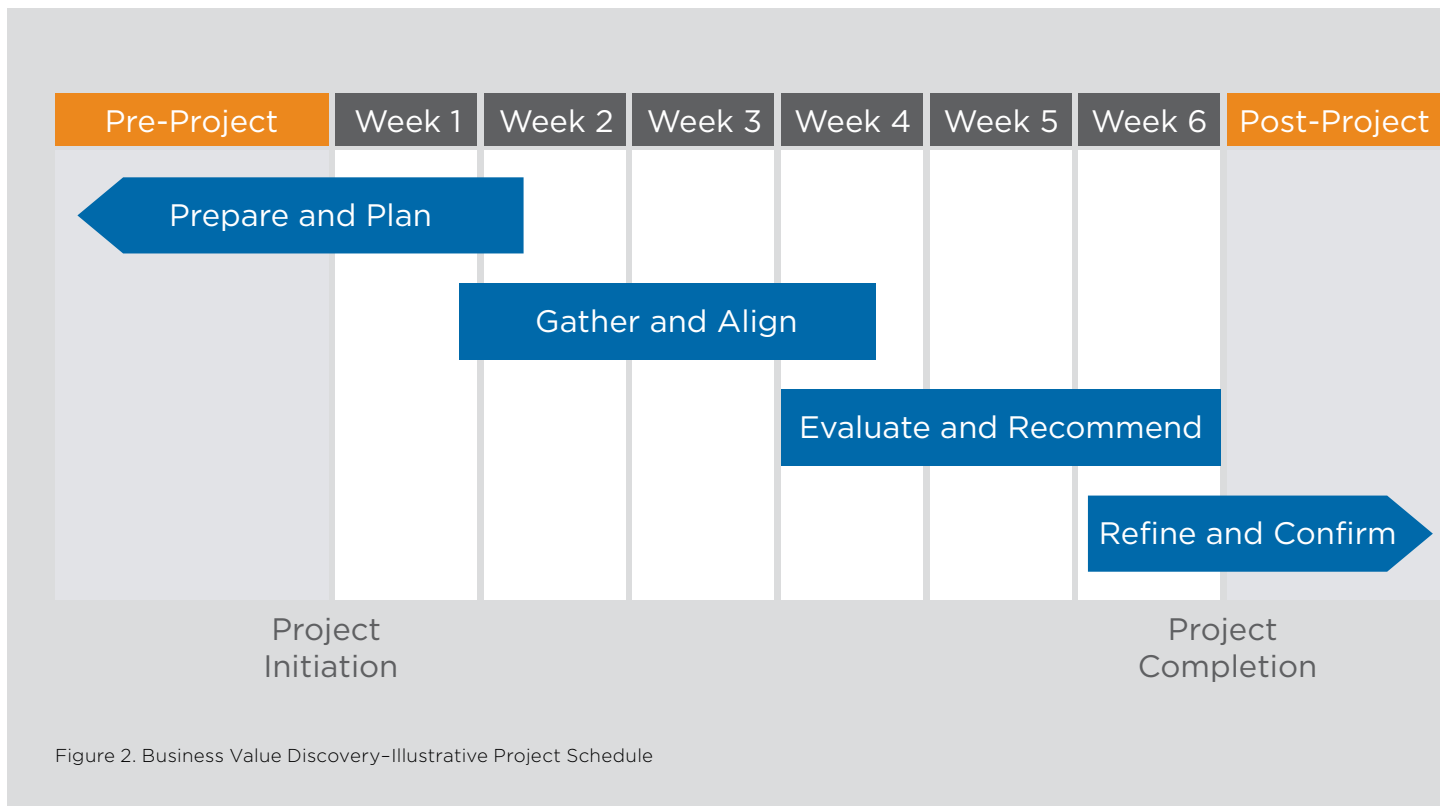 Pre-Project Week 1 Week 2 Week 3 Week 4 Week 5 Week 6 Post-Project
Prepare and Plan
Gather and Align
Evaluate and Recommend
Refine and Confirm
Project
Initiation
Project
Completion
Figure 2. Business Value Discovery–Illustrative Project Schedule